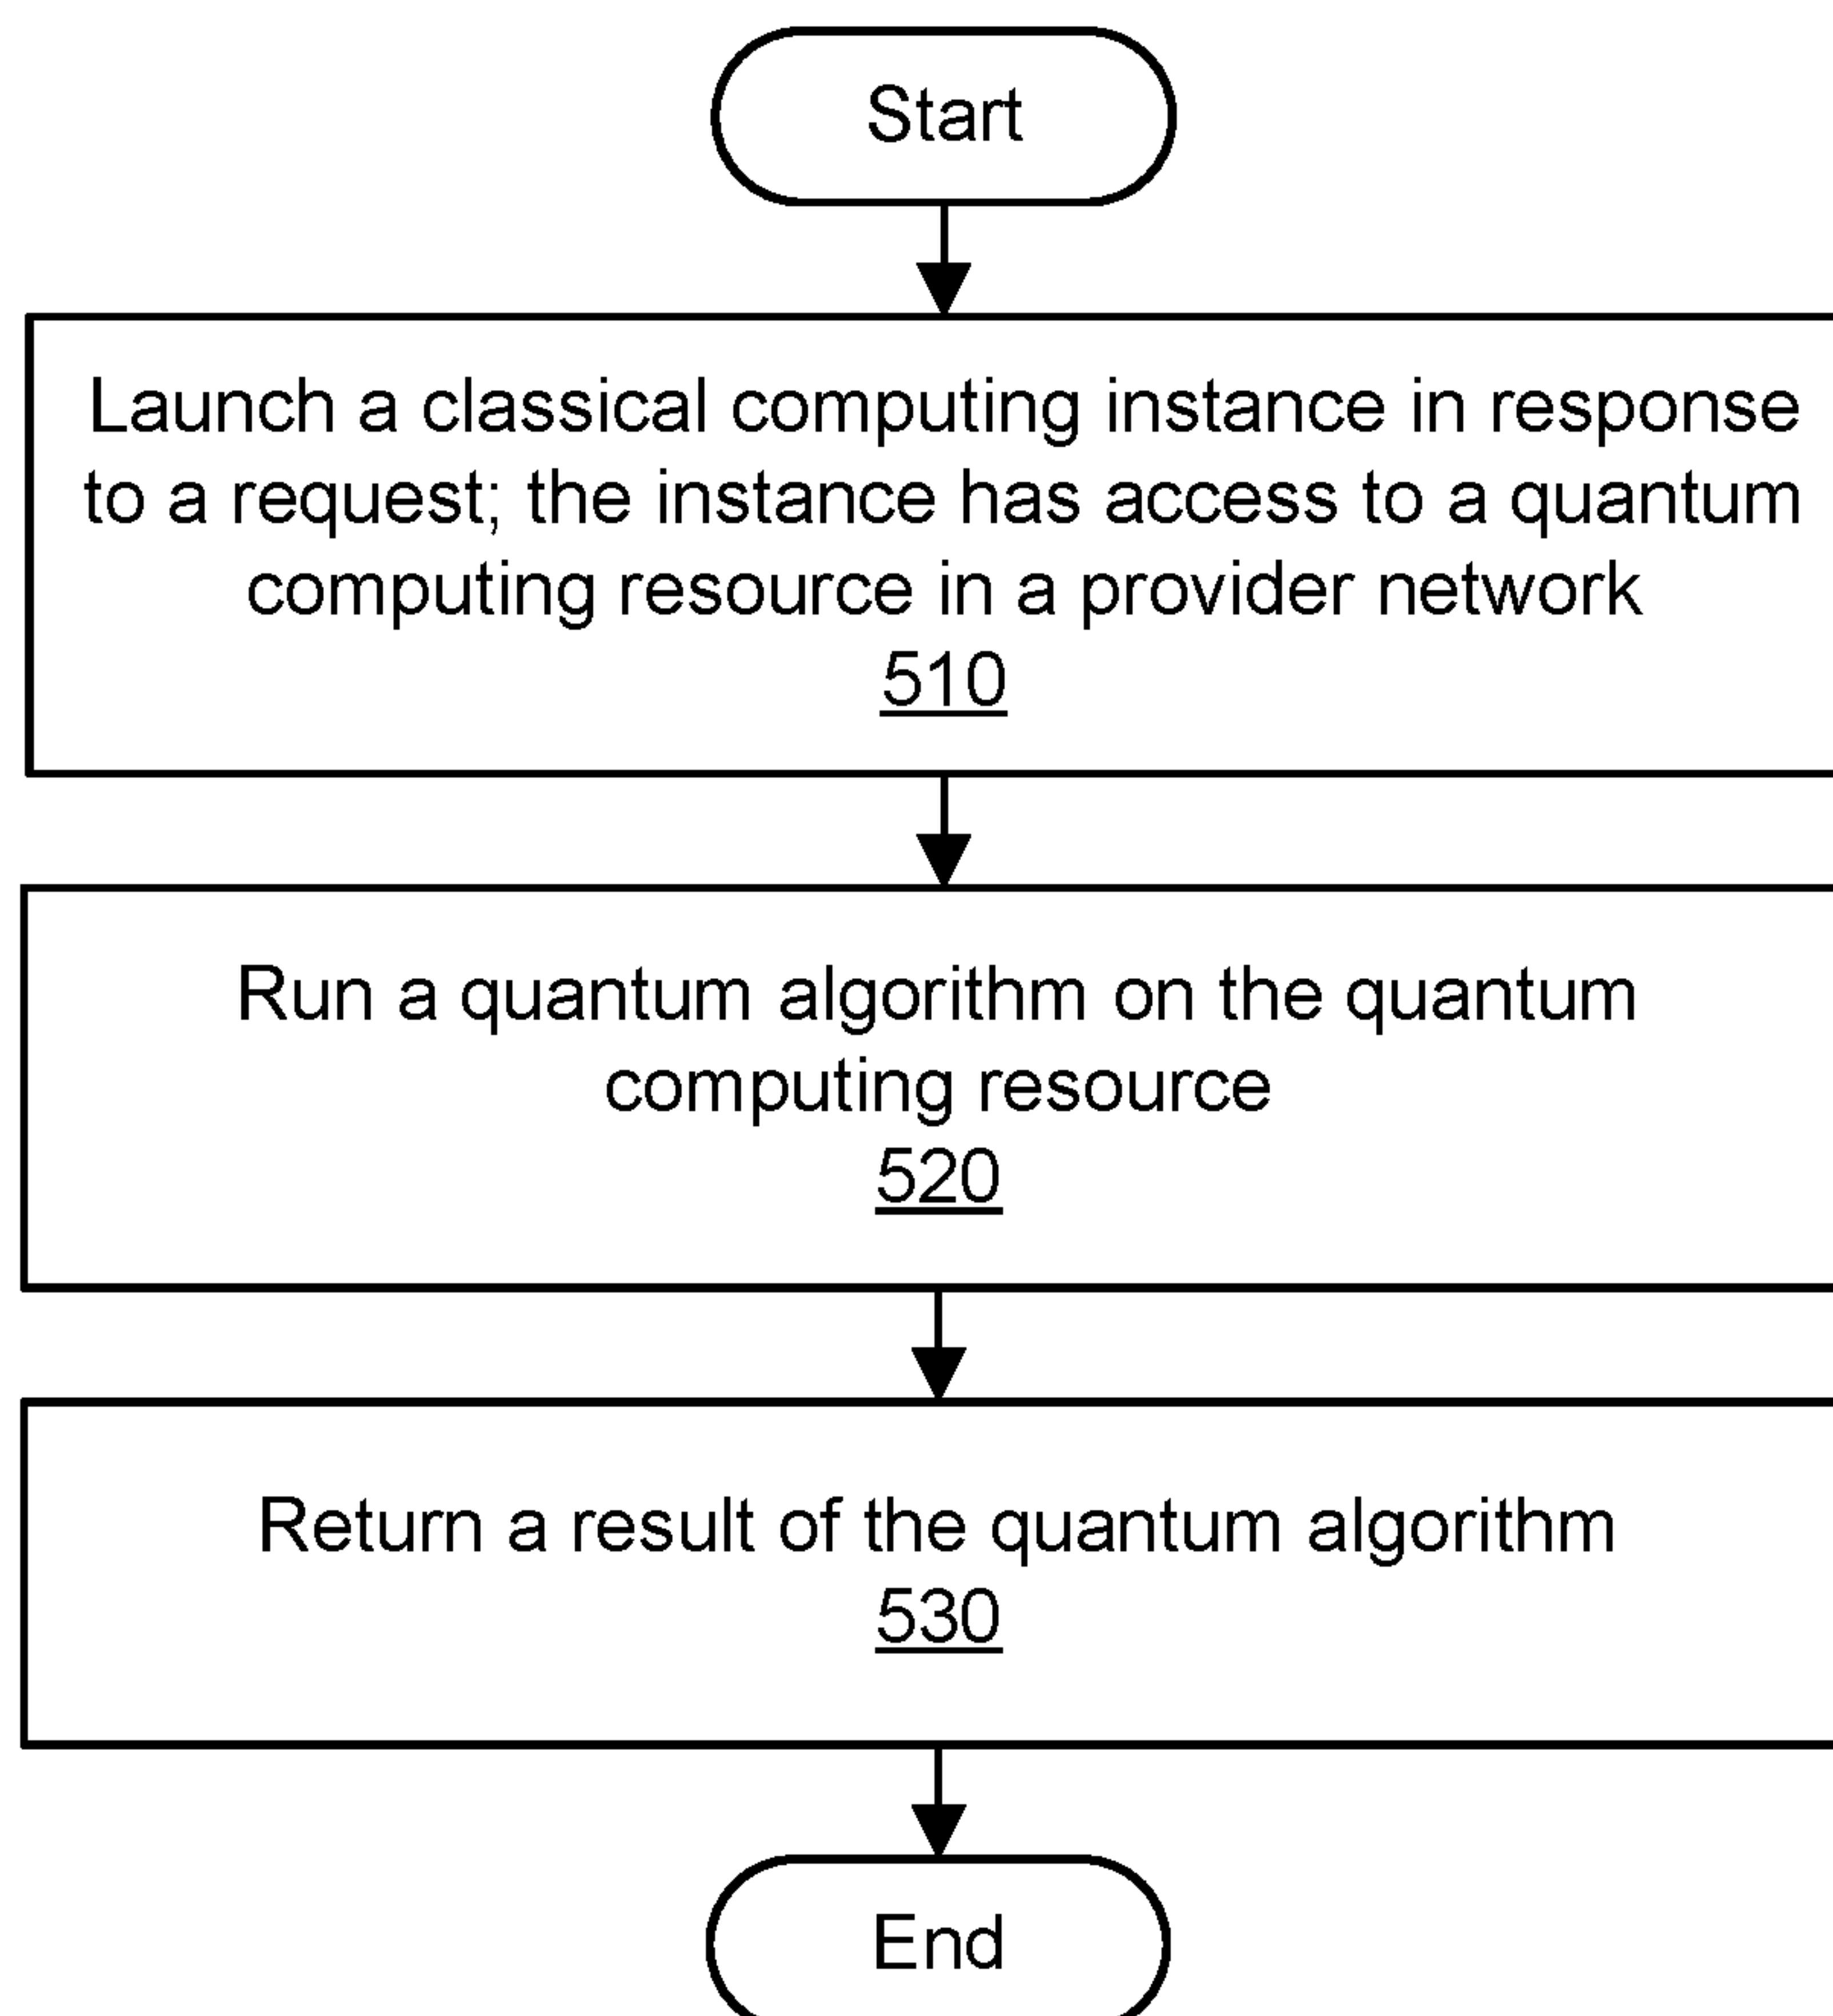 Start
Launch a classical computing instance in response
to a request; the instance has access to a quantum
computing resource in a provider network
510
Run a quantum algorithm on the quantum
computing resource
520
Return a result of the quantum algorithm
530
End